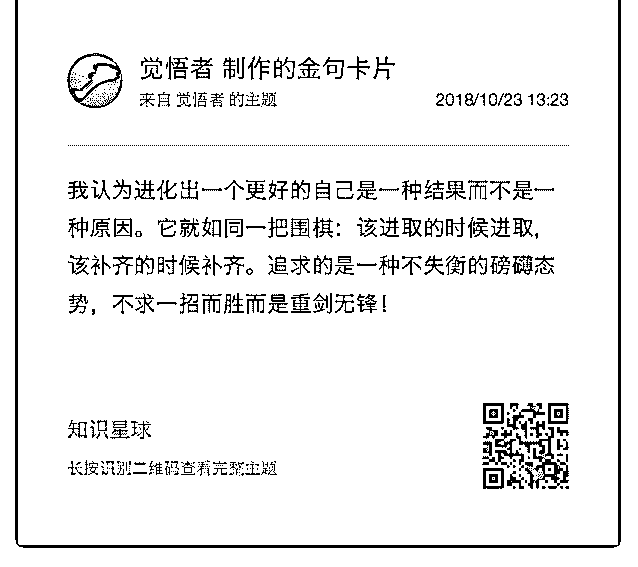 觉悟者 制作的金句卡片
来自 觉悟者 的主题
2018/10/23 13:23
我认为进化出一个更好的自己是一种结果而不是一
种原因。它就如同一把围棋：该进取的时候进取，
该补齐的时候补齐。追求的是一种不失衡的磅礴态
势，不求一招而胜而是重剑无锋！
知识星球
长按识别二维码查看完整主题